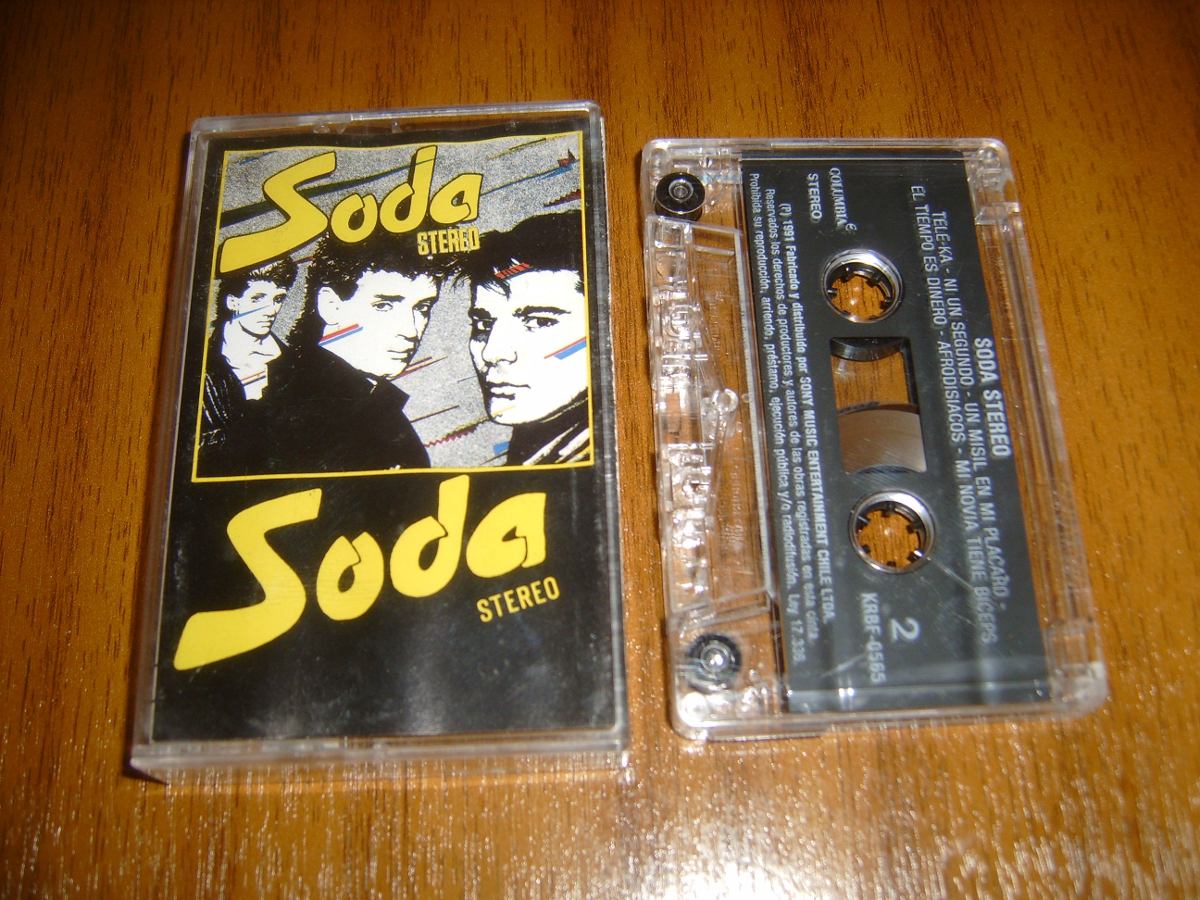 Soda
STEREO
Soda
STEREO
COLUMBIA
STEREO
SODA STEREO
TELE-KA - NI UN SEGUNDO - UN MISIL EN MI PLACARD -
EL TIEMPO ES DINERO - AFRODISIACOS - MI NOVIA TIENE BICEPS
2
KRBF-0565
(P) 1991 Fabricado y distribuido por SONY MUSIC ENTERTAINMENT CHILE LTDA.
Reservados los derechos de productores y autores de las obras registradas en esta cinta.
Prohibida su reproducción, arriendo, préstamo, ejecución pública y/o radiodifusión. Ley 17.336